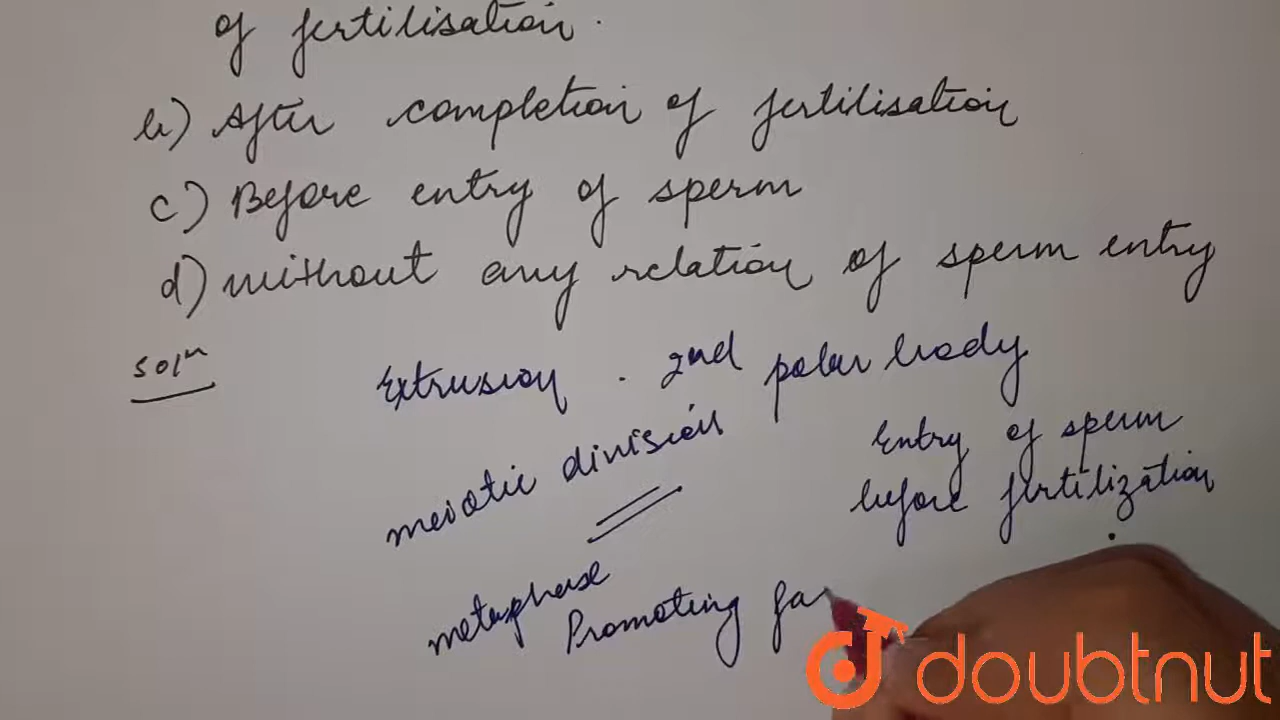 of fertilisation.
b) After completion of fertilisation
c) Before entry of sperm
d) without any relation of sperm entry
Solⁿ
Extrusion . 2nd polar body
meiotic division
Entry of sperm
before fertilization
metaphase
Promoting fa
doubtnut